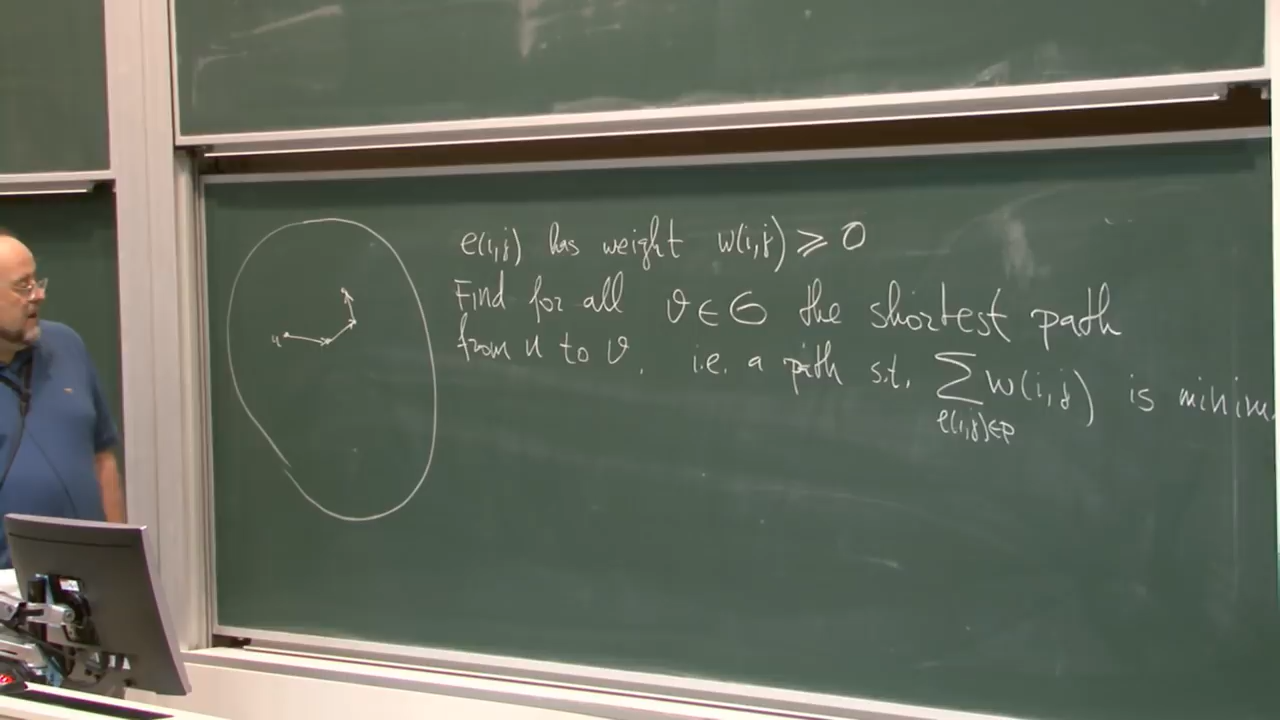 e(i,j) has weight w(i,j) ⩾ 0
Find for all v ∈ G the shortest path
from u to v. i.e. a path s.t. ∑ w(i,j) is minim
e(i,j)∈p
u